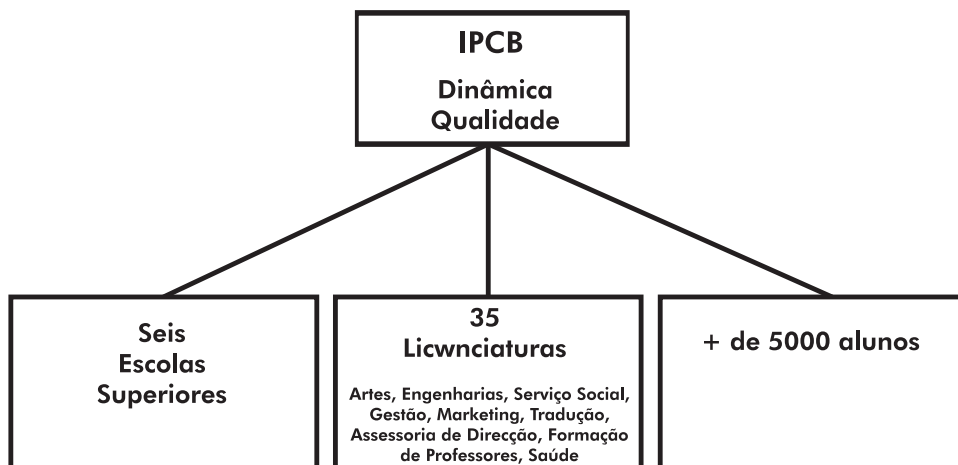 IPCB
Dinâmica
Qualidade
Seis
Escolas
Superiores
35
Licwnciaturas
Artes, Engenharias, Serviço Social,
Gestão, Marketing, Tradução,
Assessoria de Direcção, Formação
de Professores, Saúde
+ de 5000 alunos